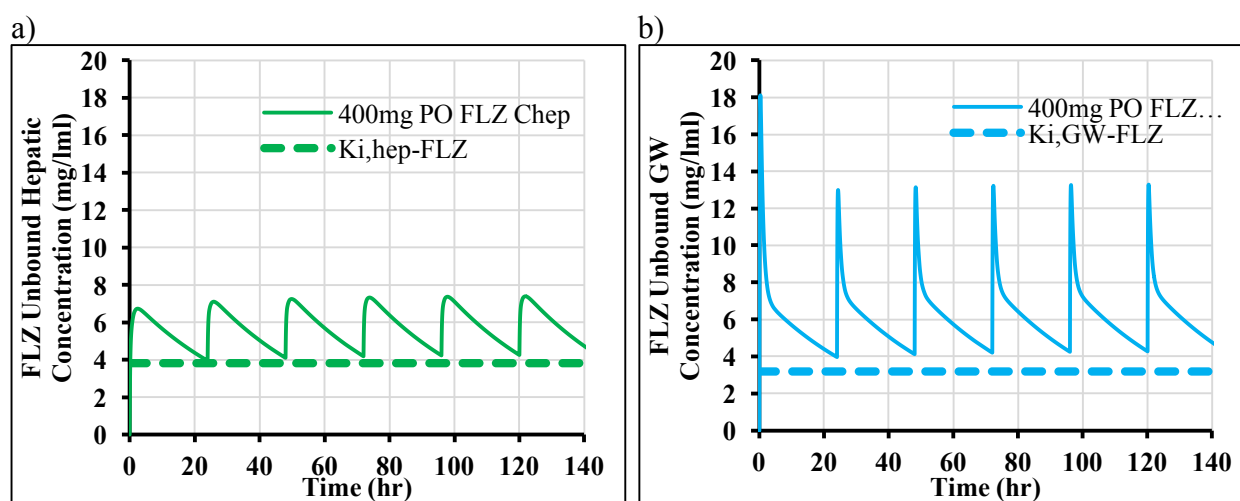 a)
20
18
16
14
12
10
8
6
4
2
0
FLZ Unbound Hepatic
Concentration (mg/lml)
400mg PO FLZ Chep
Ki,hep-FLZ
0 20 40 60 80 100 120 140
Time (hr)
b)
20
18
16
14
12
10
8
6
4
2
0
FLZ Unbound GW
Concentration (mg/lml)
400mg PO FLZ…
Ki,GW-FLZ
0 20 40 60 80 100 120 140
Time (hr)